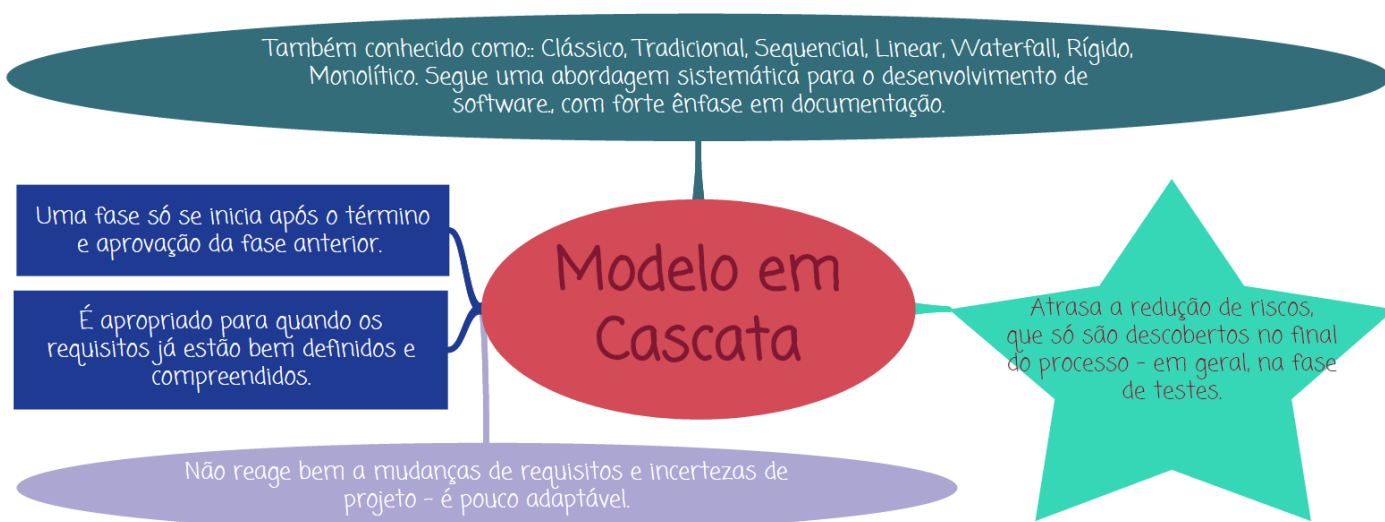 Também conhecido como:: Clássico, Tradicional, Sequencial, Linear, Waterfall, Rígido,
Monolítico. Segue uma abordagem sistemática para o desenvolvimento de
software., com forte ênfase em documentação.
Uma fase só se inicia após o término
e aprovação da fase anterior.
É apropriado para quando os
requisitos já estão bem definidos e
compreendidos.
Modelo em
Cascata
Atrasa a redução de riscos,
que só são descobertos no final
do processo - em geral, na fase
de testes.
Não reage bem a mudanças de requisitos e incertezas de
projeto - é pouco adaptável.